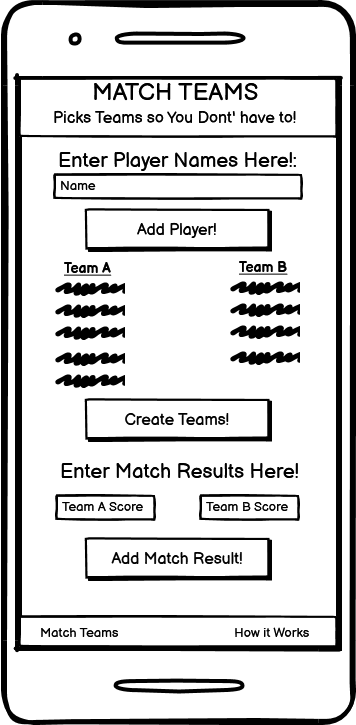 MATCH TEAMS
Picks Teams so You Dont' have to!
Enter Player Names Here!:
Name
Add Player!
Team A
Team B
Create Teams!
Enter Match Results Here!
Team A Score
Team B Score
Add Match Result!
Match Teams
How it Works